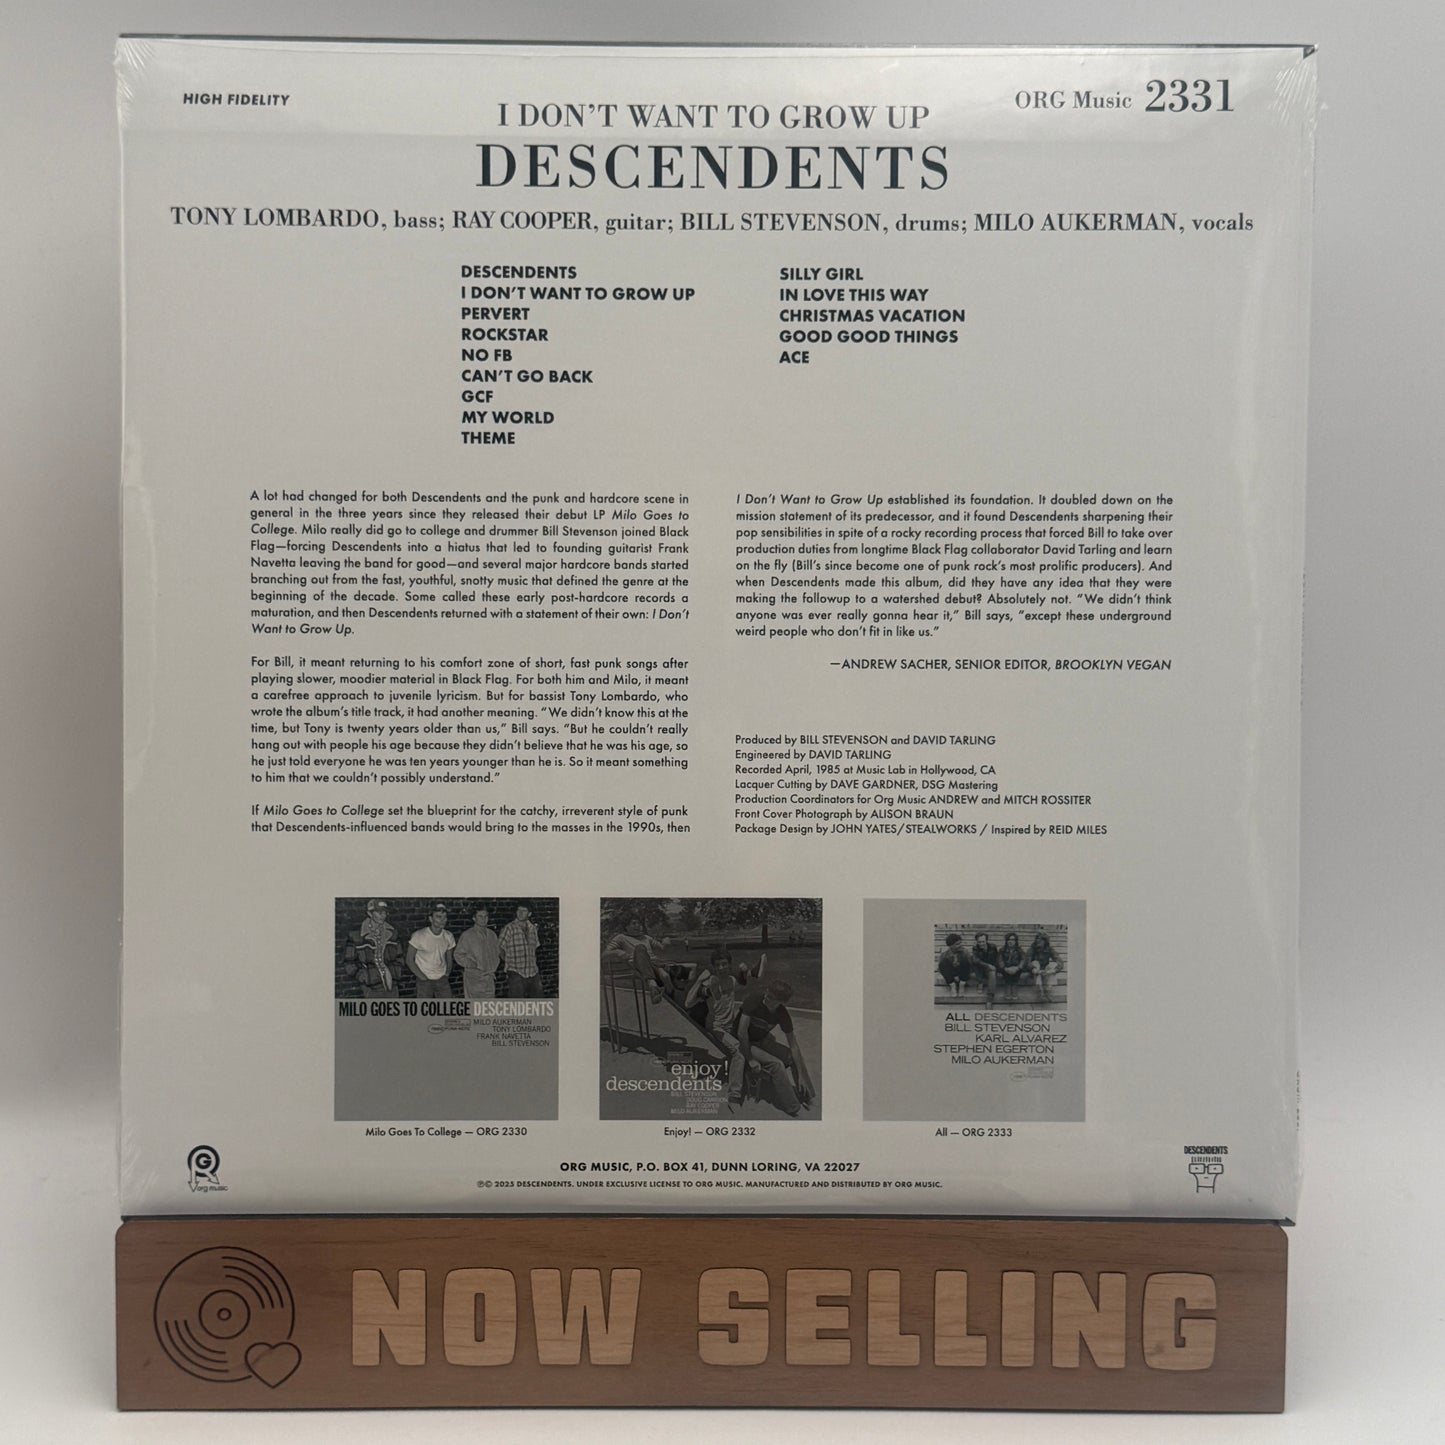 HIGH FIDELITY
ORG Music 2331
I DON'T WANT TO GROW UP
DESCENDENTS
TONY LOMBARDO, bass; RAY COOPER, guitar; BILL STEVENSON, drums; MILO AUKERMAN, vocals
DESCENDENTS
I DON'T WANT TO GROW UP
PERVERT
ROCKSTAR
NO FB
CAN'T GO BACK
GCF
MY WORLD
THEME
SILLY GIRL
IN LOVE THIS WAY
CHRISTMAS VACATION
GOOD GOOD THINGS
ACE
A lot had changed for both Descendents and the punk and hardcore scene in
general in the three years since they released their debut LP Milo Goes to
College. Milo really did go to college and drummer Bill Stevenson joined Black
Flag—forcing Descendents into a hiatus that led to founding guitarist Frank
Navetta leaving the band for good—and several major hardcore bands started
branching out from the fast, youthful, snotty music that defined the genre at the
beginning of the decade. Some called these early post-hardcore records a
maturation, and then Descendents returned with a statement of their own: I Don't
Want to Grow Up.
For Bill, it meant returning to his comfort zone of short, fast punk songs after
playing slower, moodier material in Black Flag. For both him and Milo, it meant
a carefree approach to juvenile lyricism. But for bassist Tony Lombardo, who
wrote the album's title track, it had another meaning. "We didn't know this at the
time, but Tony is twenty years older than us," Bill says. "But he couldn't really
hang out with people his age because they didn't believe that he was his age, so
he just told everyone he was ten years younger than he is. So it meant something
to him that we couldn't possibly understand."
If Milo Goes to College set the blueprint for the catchy, irreverent style of punk
that Descendents-influenced bands would bring to the masses in the 1990s, then
I Don't Want to Grow Up established its foundation. It doubled down on the
mission statement of its predecessor, and it found Descendents sharpening their
pop sensibilities in spite of a rocky recording process that forced Bill to take over
production duties from longtime Black Flag collaborator David Tarling and learn
on the fly (Bill's since become one of punk rock's most prolific producers). And
when Descendents made this album, did they have any idea that they were
making the followup to a watershed debut? Absolutely not. "We didn't think
anyone was ever really gonna hear it," Bill says, "except these underground
weird people who don't fit in like us."
—ANDREW SACHER, SENIOR EDITOR, BROOKLYN VEGAN
Produced by BILL STEVENSON and DAVID TARLING
Engineered by DAVID TARLING
Recorded April, 1985 at Music Lab in Hollywood, CA
Lacquer Cutting by DAVE GARDNER, DSG Mastering
Production Coordinators for Org Music ANDREW and MITCH ROSSITER
Front Cover Photograph by ALISON BRAUN
Package Design by JOHN YATES/STEALWORKS / Inspired by REID MILES
MILO GOES TO COLLEGE DESCENDENTS
MILO AUKERMAN
TONY LOMBARDO
FRANK NAVETTA
BILL STEVENSON
enjoy!
descendents
BILL STEVENSON
DOUG CARRION
RAY COOPER
MILO AUKERMAN
ALL DESCENDENTS
BILL STEVENSON
KARL ALVAREZ
STEPHEN EGERTON
MILO AUKERMAN
Milo Goes To College — ORG 2330
Enjoy! — ORG 2332
All — ORG 2333
org music
ORG MUSIC, P.O. BOX 41, DUNN LORING, VA 22027
℗© 2025 DESCENDENTS. UNDER EXCLUSIVE LICENSE TO ORG MUSIC. MANUFACTURED AND DISTRIBUTED BY ORG MUSIC.
DESCENDENTS
NOW SELLING